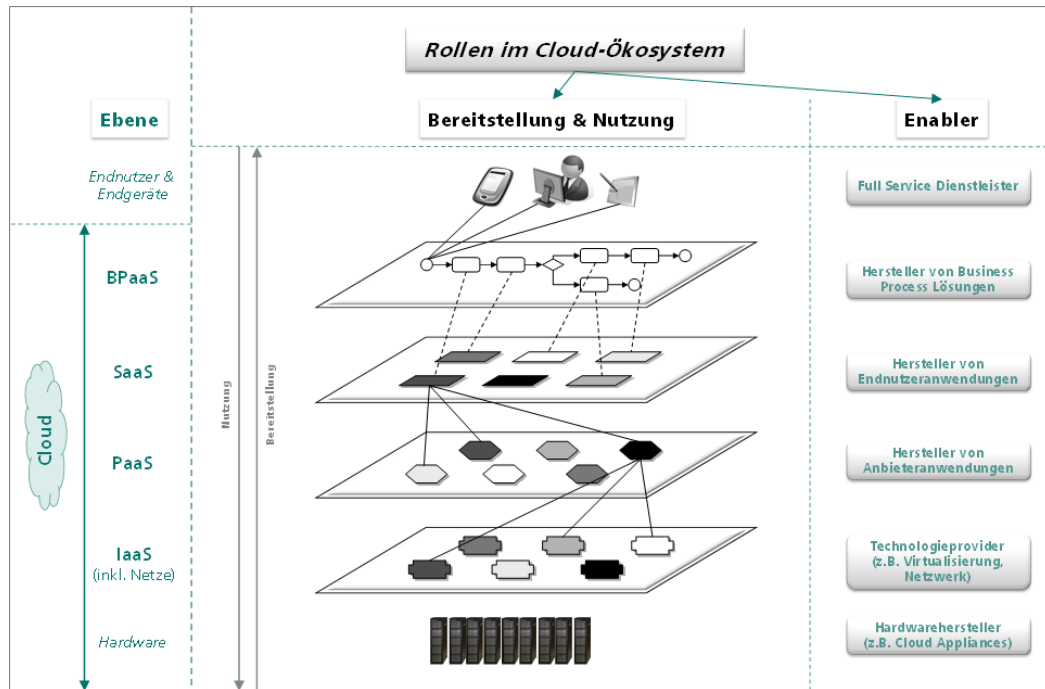 Rollen im Cloud-Ökosystem
Ebene
Bereitstellung & Nutzung
Enabler
Endnutzer &
Endgeräte
Full Service Dienstleister
BPaaS
Hersteller von Business
Process Lösungen
SaaS
Hersteller von
Endnutzeranwendungen
Cloud
Nutzung
Bereitstellung
PaaS
Hersteller von
Anbieteranwendungen
IaaS
(inkl. Netze)
Technologieprovider
(z.B. Virtualisierung,
Netzwerk)
Hardware
Hardwarehersteller
(z.B. Cloud Appliances)